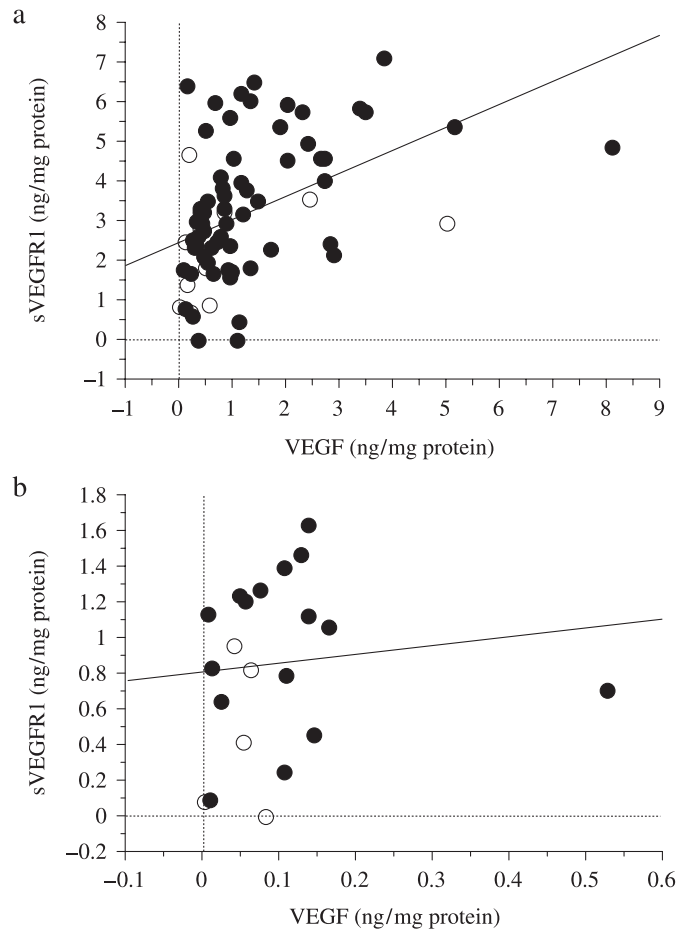 a
8
7
6
5
4
3
2
1
0
−1
sVEGFR1 (ng/mg protein)
−1 0 1 2 3 4 5 6 7 8 9
VEGF (ng/mg protein)
b
1.8
1.6
1.4
1.2
1
0.8
0.6
0.4
0.2
0
−0.2
sVEGFR1 (ng/mg protein)
−0.1 0 0.1 0.2 0.3 0.4 0.5 0.6
VEGF (ng/mg protein)